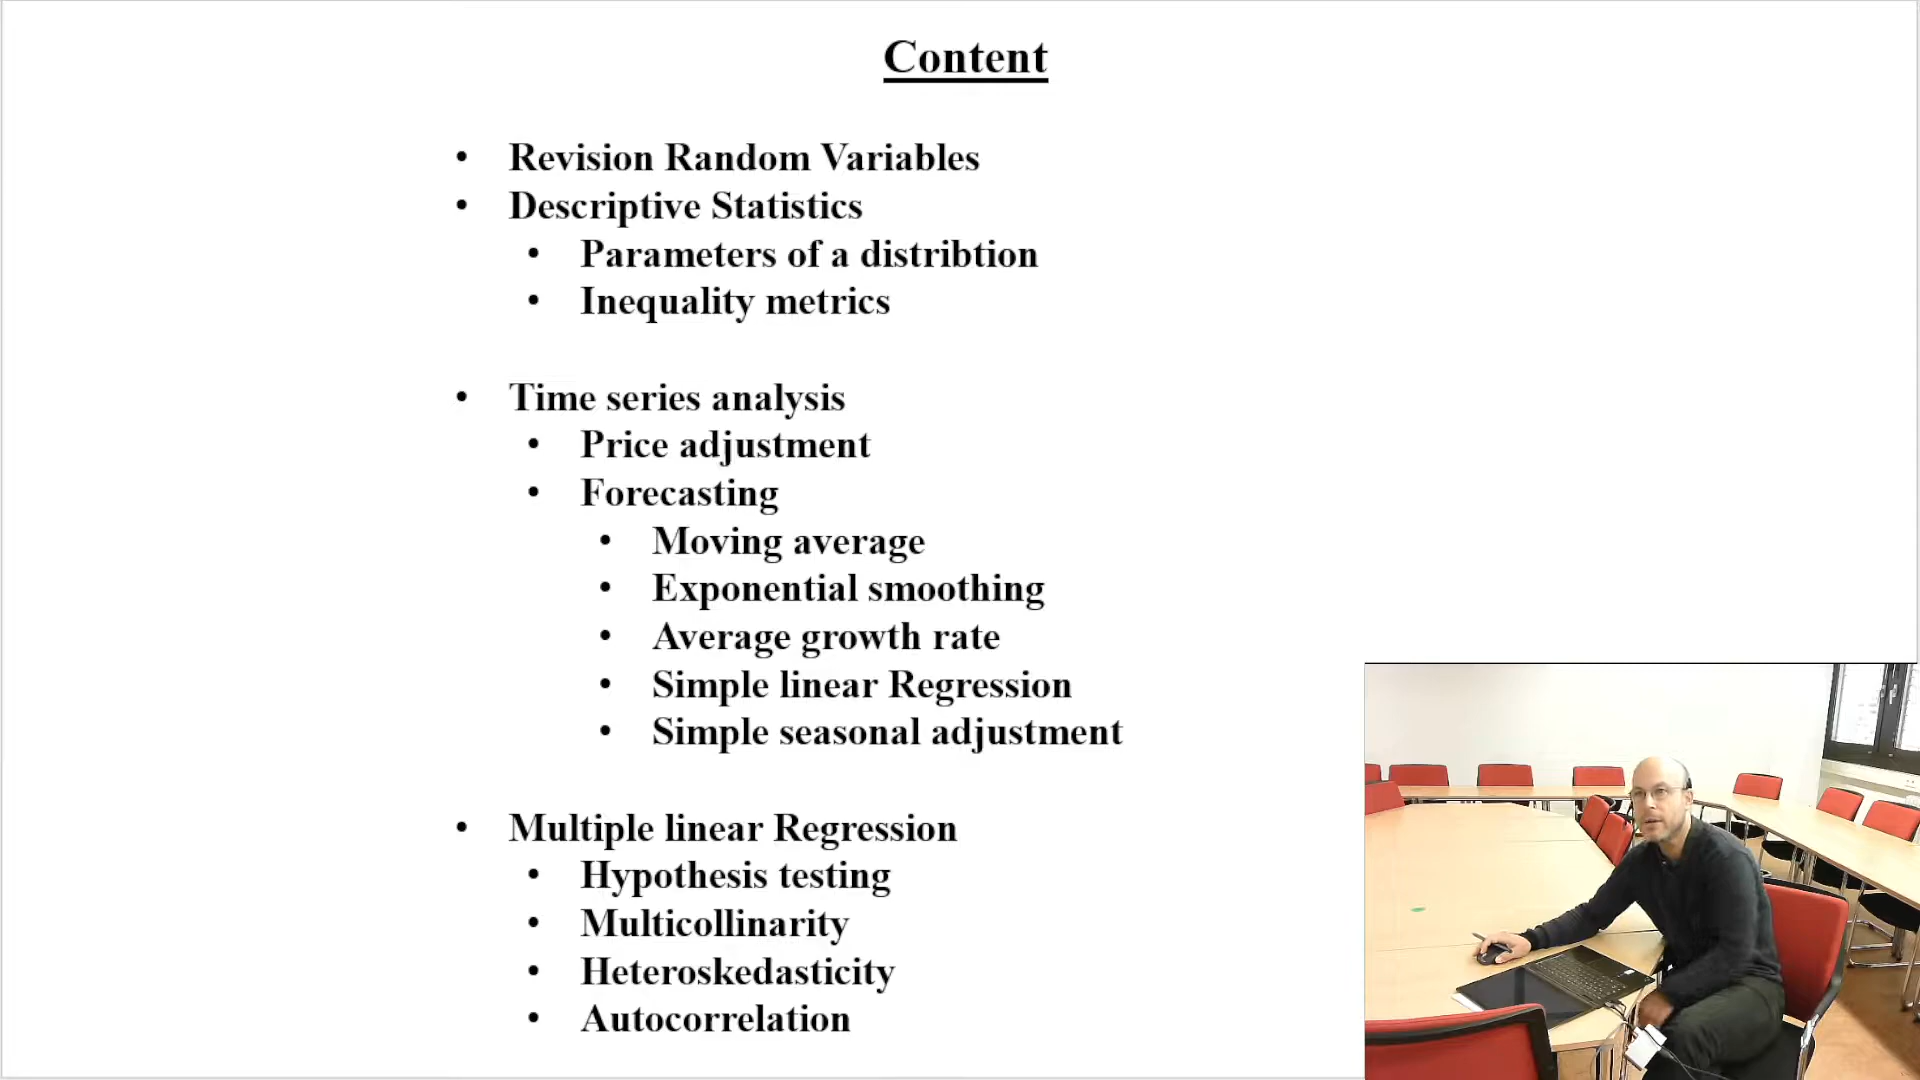 Content
• Revision Random Variables
• Descriptive Statistics
• Parameters of a distribtion
• Inequality metrics
• Time series analysis
• Price adjustment
• Forecasting
• Moving average
• Exponential smoothing
• Average growth rate
• Simple linear Regression
• Simple seasonal adjustment
• Multiple linear Regression
• Hypothesis testing
• Multicollinarity
• Heteroskedasticity
• Autocorrelation